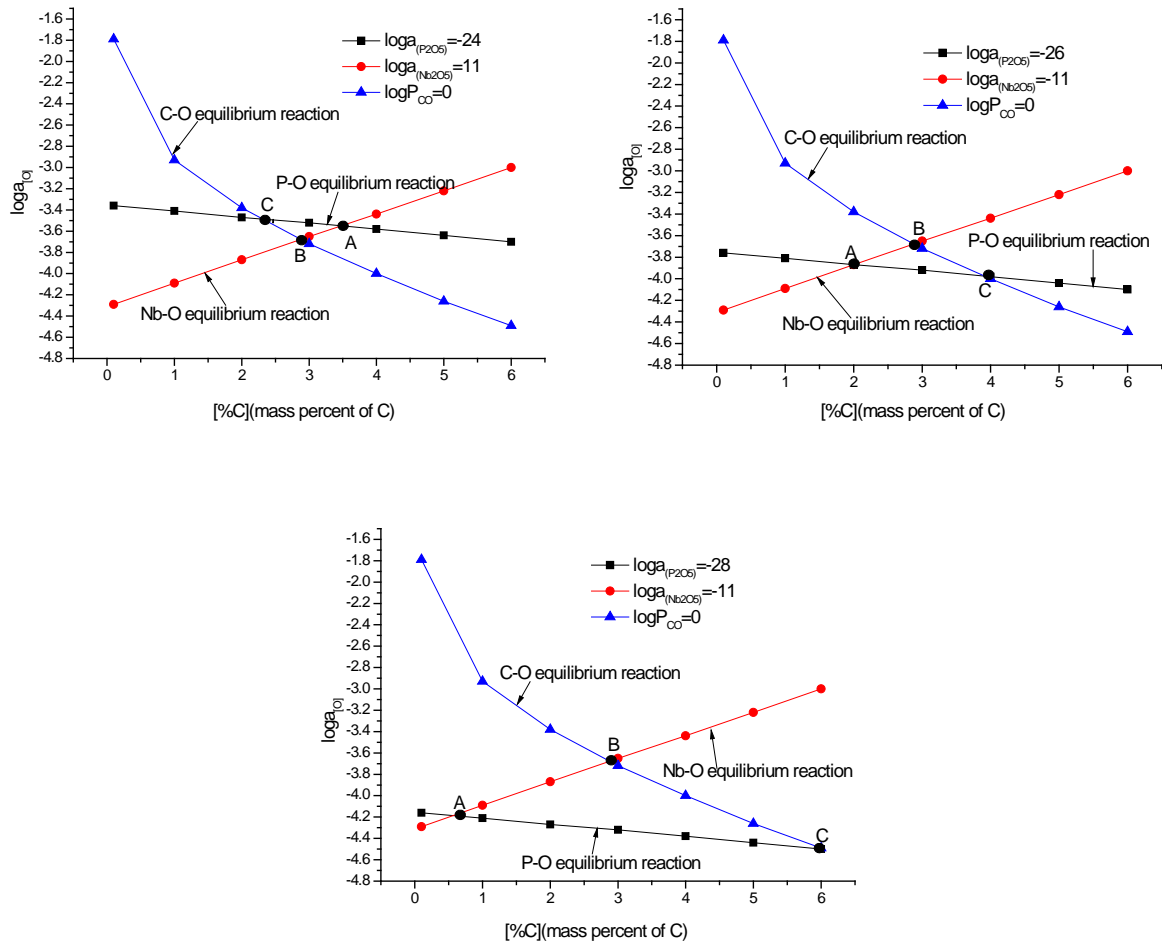 -1.6
-1.8
-2.0
-2.2
-2.4
-2.6
-2.8
-3.0
-3.2
-3.4
-3.6
-3.8
-4.0
-4.2
-4.4
-4.6
-4.8
loga[O]
loga(P2O5)=-24
loga(Nb2O5)=11
logPCO=0
C-O equilibrium reaction
P-O equilibrium reaction
C
B
A
Nb-O equilibrium reaction
0 1 2 3 4 5 6
[%C](mass percent of C)
-1.6
-1.8
-2.0
-2.2
-2.4
-2.6
-2.8
-3.0
-3.2
-3.4
-3.6
-3.8
-4.0
-4.2
-4.4
-4.6
-4.8
loga[O]
loga(P2O5)=-26
loga(Nb2O5)=-11
logPCO=0
C-O equilibrium reaction
B
P-O equilibrium reaction
A
C
Nb-O equilibrium reaction
0 1 2 3 4 5 6
[%C](mass percent of C)
-1.6
-1.8
-2.0
-2.2
-2.4
-2.6
-2.8
-3.0
-3.2
-3.4
-3.6
-3.8
-4.0
-4.2
-4.4
-4.6
-4.8
loga[O]
loga(P2O5)=-28
loga(Nb2O5)=-11
logPCO=0
C-O equilibrium reaction
B
Nb-O equilibrium reaction
A
C
P-O equilibrium reaction
0 1 2 3 4 5 6
[%C](mass percent of C)